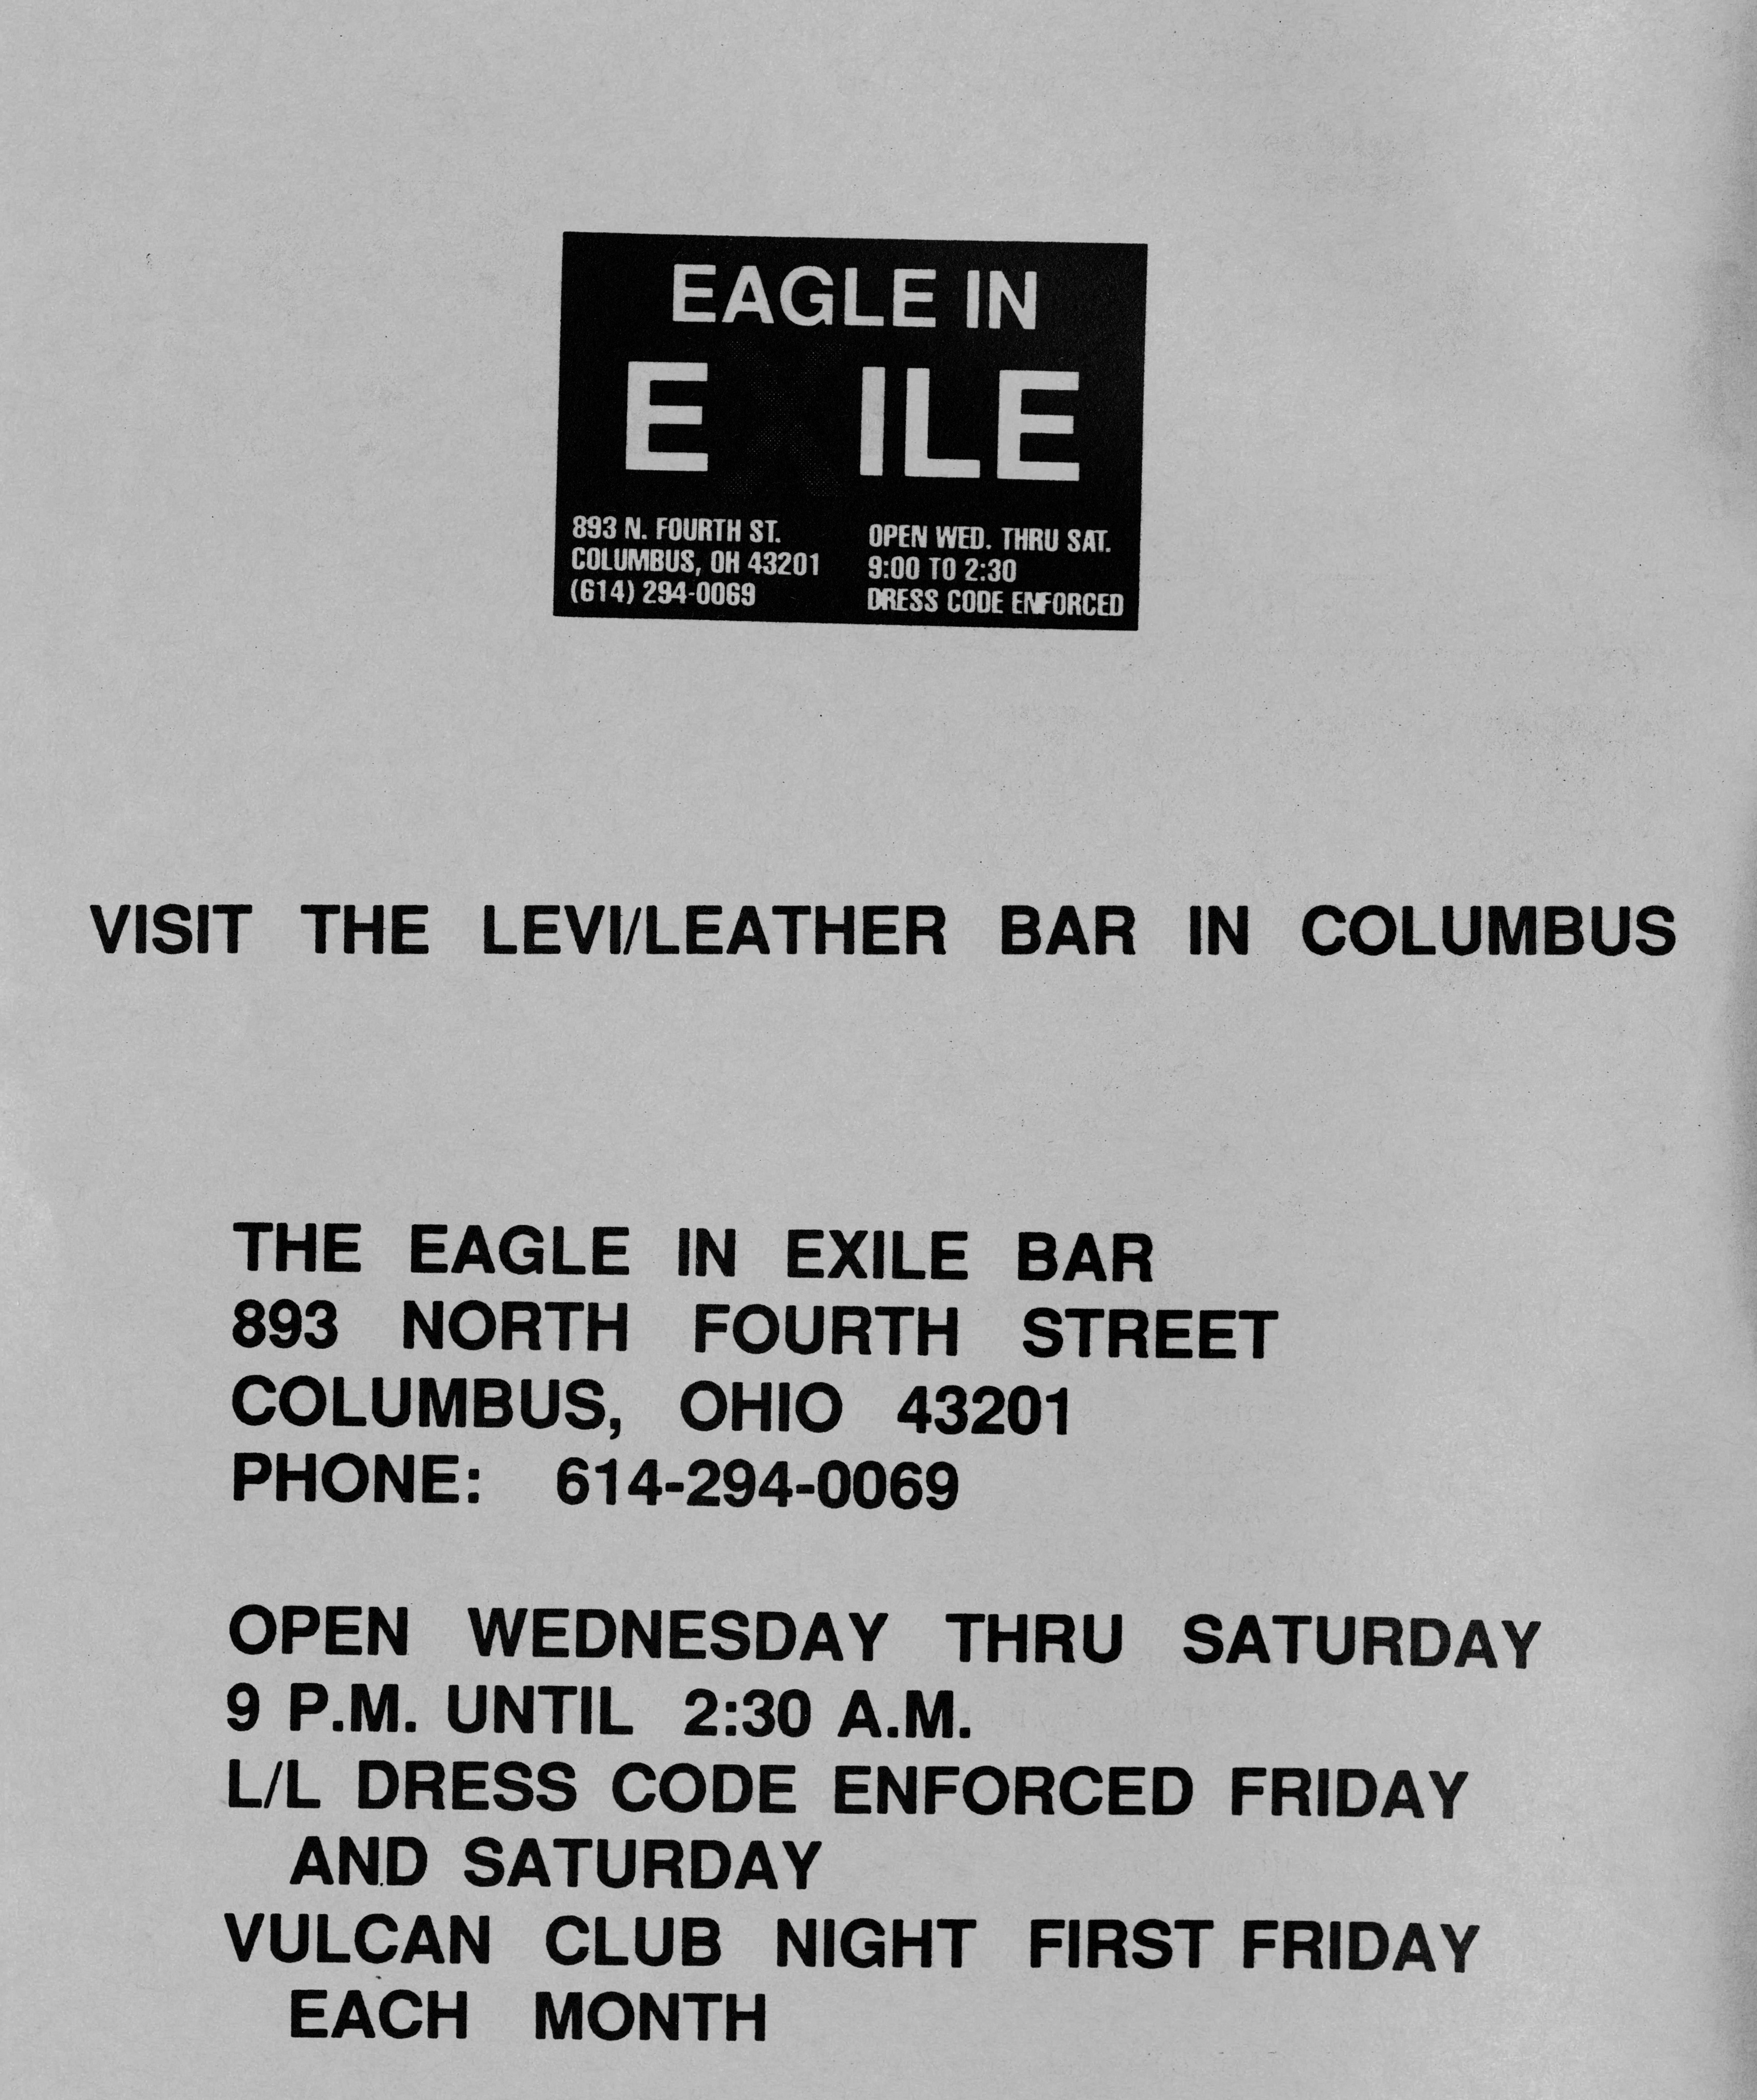 EAGLE IN
EXILE
893 N. FOURTH ST.
COLUMBUS, OH 43201
(614) 294-0069
OPEN WED. THRU SAT.
9:00 TO 2:30
DRESS CODE ENFORCED
VISIT THE LEVI/LEATHER BAR IN COLUMBUS
THE EAGLE IN EXILE BAR
893 NORTH FOURTH STREET
COLUMBUS, OHIO 43201
PHONE: 614-294-0069
OPEN WEDNESDAY THRU SATURDAY
9 P.M. UNTIL 2:30 A.M.
L/L DRESS CODE ENFORCED FRIDAY
AND SATURDAY
VULCAN CLUB NIGHT FIRST FRIDAY
EACH MONTH